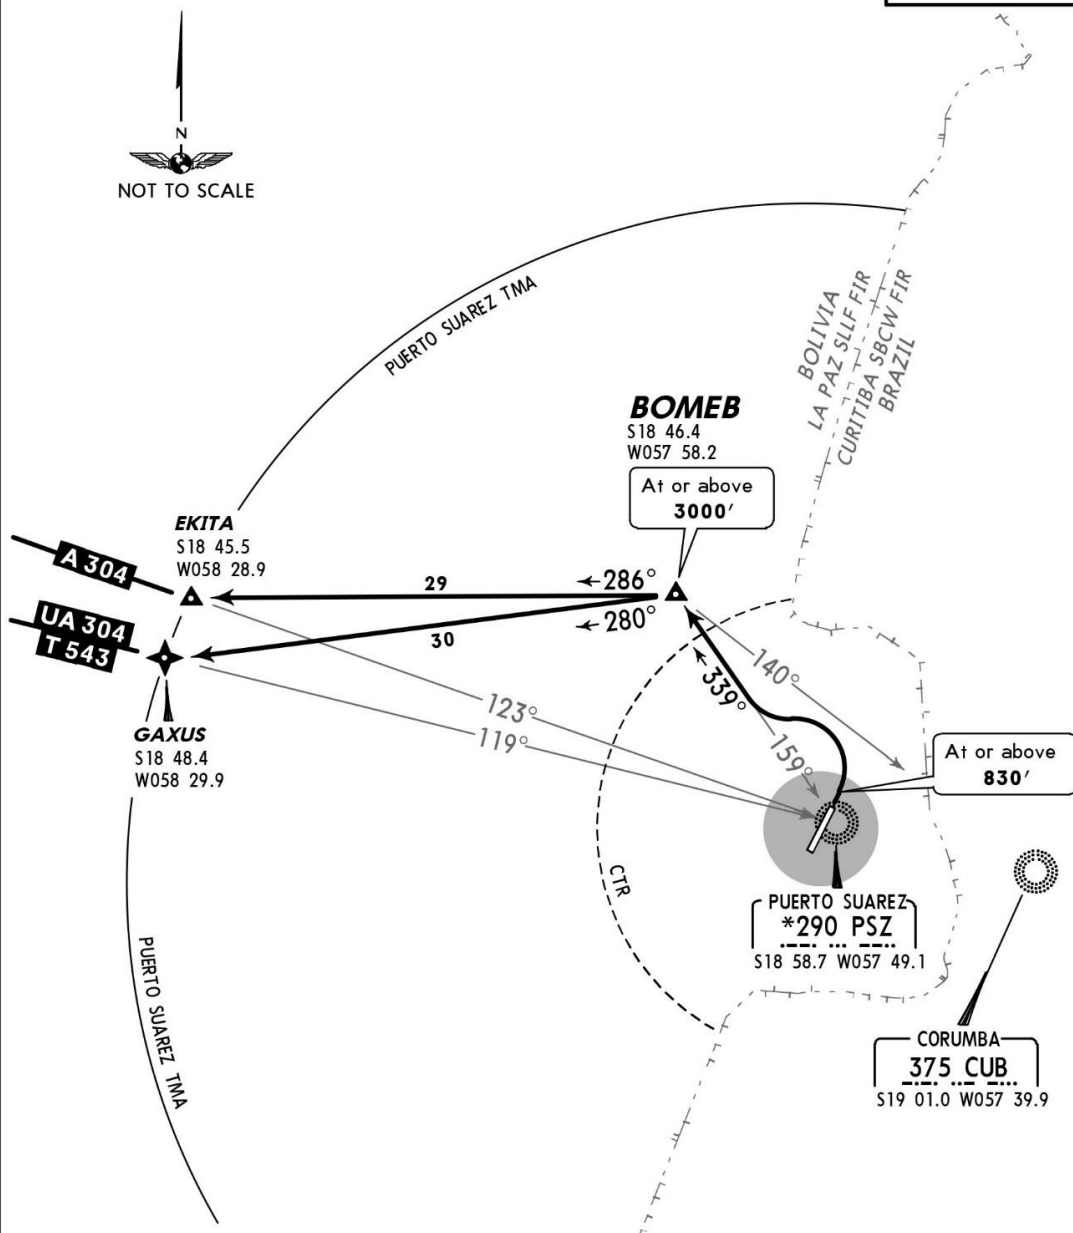 N
NOT TO SCALE
PUERTO SUAREZ TMA
BOLIVIA
LA PAZ SLLF FIR
CURITIBA SBCW FIR
BRAZIL
BOMEB
S18 46.4
W057 58.2
At or above
3000'
EKITA
S18 45.5
W058 28.9
A 304
UA 304
T 543
29
286°
280°
30
GAXUS
S18 48.4
W058 29.9
123°
119°
339°
140°
159°
At or above
830'
CTR
PUERTO SUAREZ
*290 PSZ
S18 58.7 W057 49.1
PUERTO SUAREZ TMA
CORUMBA
375 CUB
S19 01.0 W057 39.9